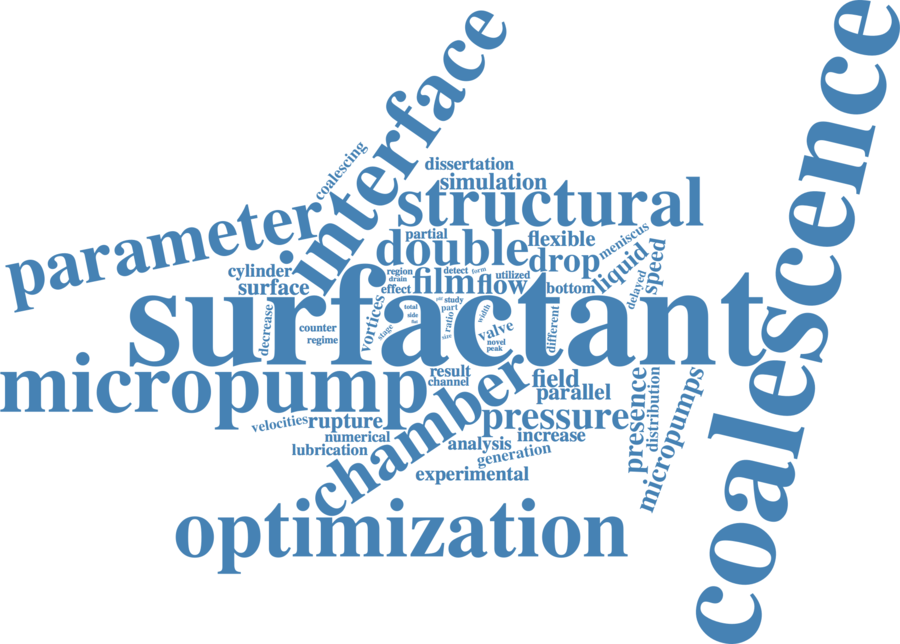 interface
coalescence
coalescing
dissertation
simulation
parameter
structural
partial
double
flexible
meniscus
drop
liquid
speed
cylinder
surface
region
drain
detect
form
utilized
effect
film
flow
bottom
delayed
surfactant
decrease
counter
regime
vortices
stage
total
side
flat
study
part
ratio
size
width
valve
novel
peak
different
micropump
result
channel
chamber
field
parallel
presence
distribution
micropumps
pressure
velocities
rupture
numerical
lubrication
analysis
increase
generation
experimental
optimization